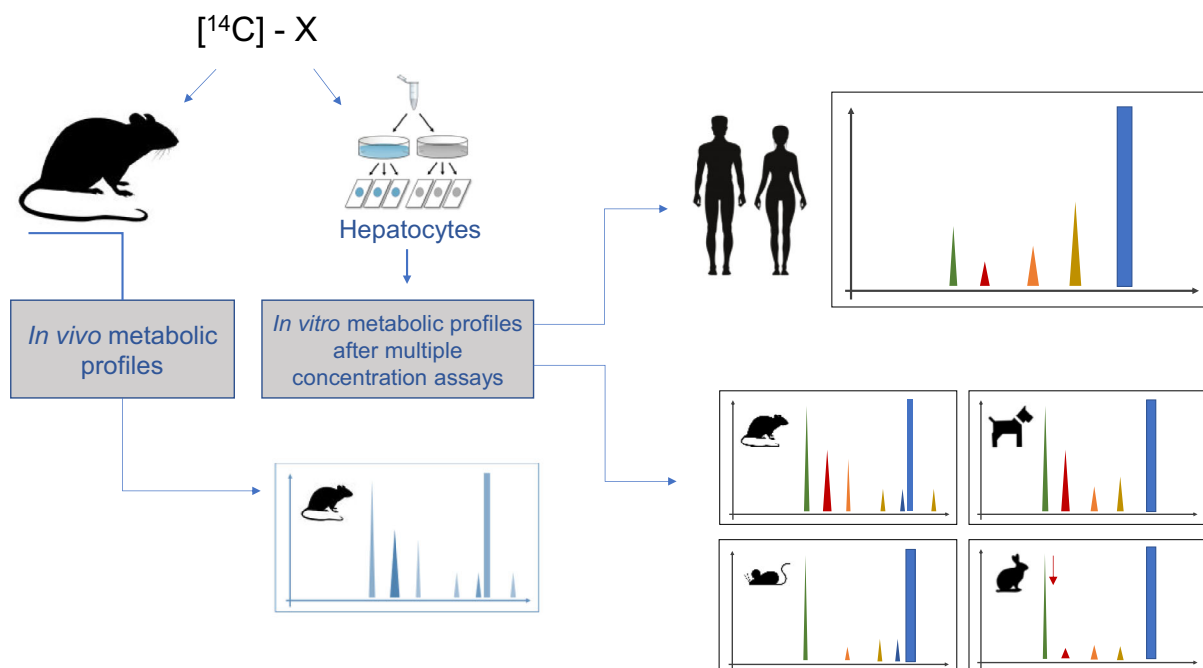 [¹⁴C] - X
Hepatocytes
In vivo metabolic
profiles
In vitro metabolic profiles
after multiple
concentration assays